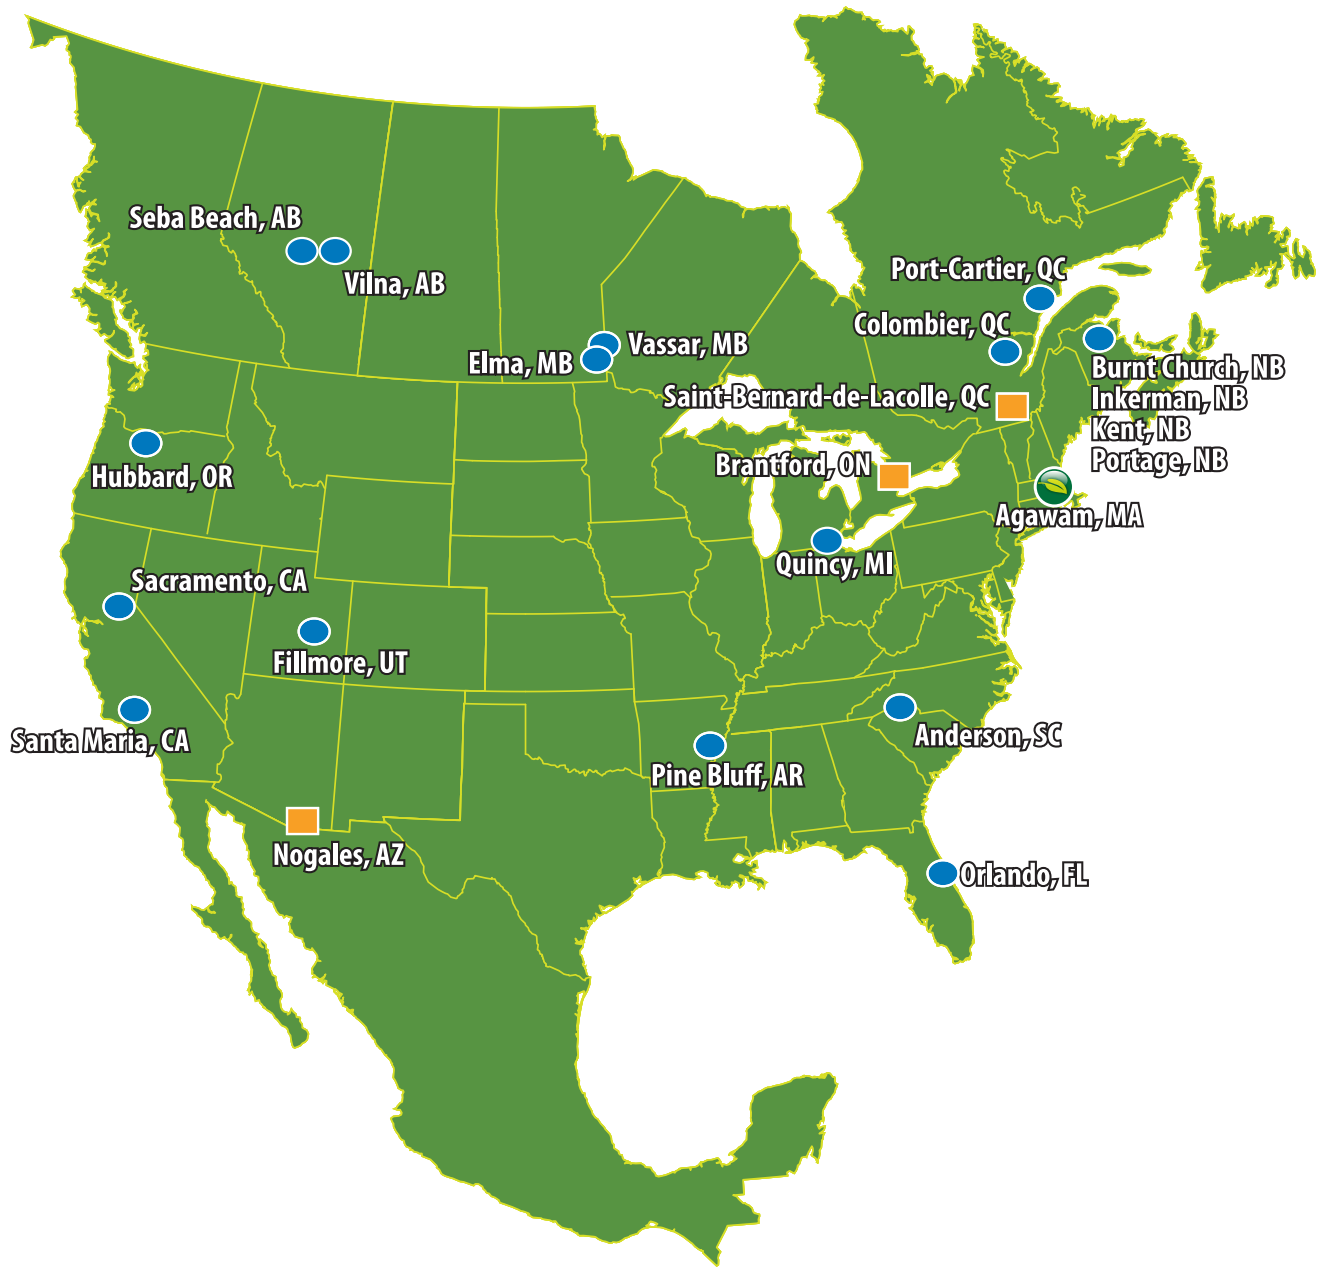 Seba Beach, AB
Vilna, AB
Port-Cartier, QC
Colombier, QC
Vassar, MB
Elma, MB
Burnt Church, NB
Inkerman, NB
Kent, NB
Portage, NB
Saint-Bernard-de-Lacolle, QC
Brantford, ON
Hubbard, OR
Agawam, MA
Quincy, MI
Sacramento, CA
Fillmore, UT
Santa Maria, CA
Anderson, SC
Pine Bluff, AR
Nogales, AZ
Orlando, FL